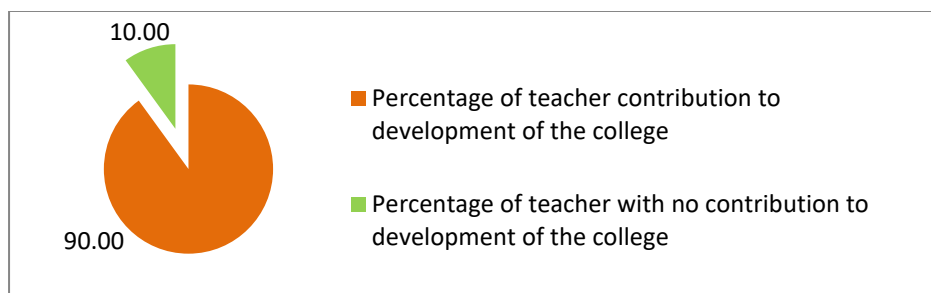 10.00
Percentage of teacher contribution to
development of the college
Percentage of teacher with no contribution to
development of the college
90.00